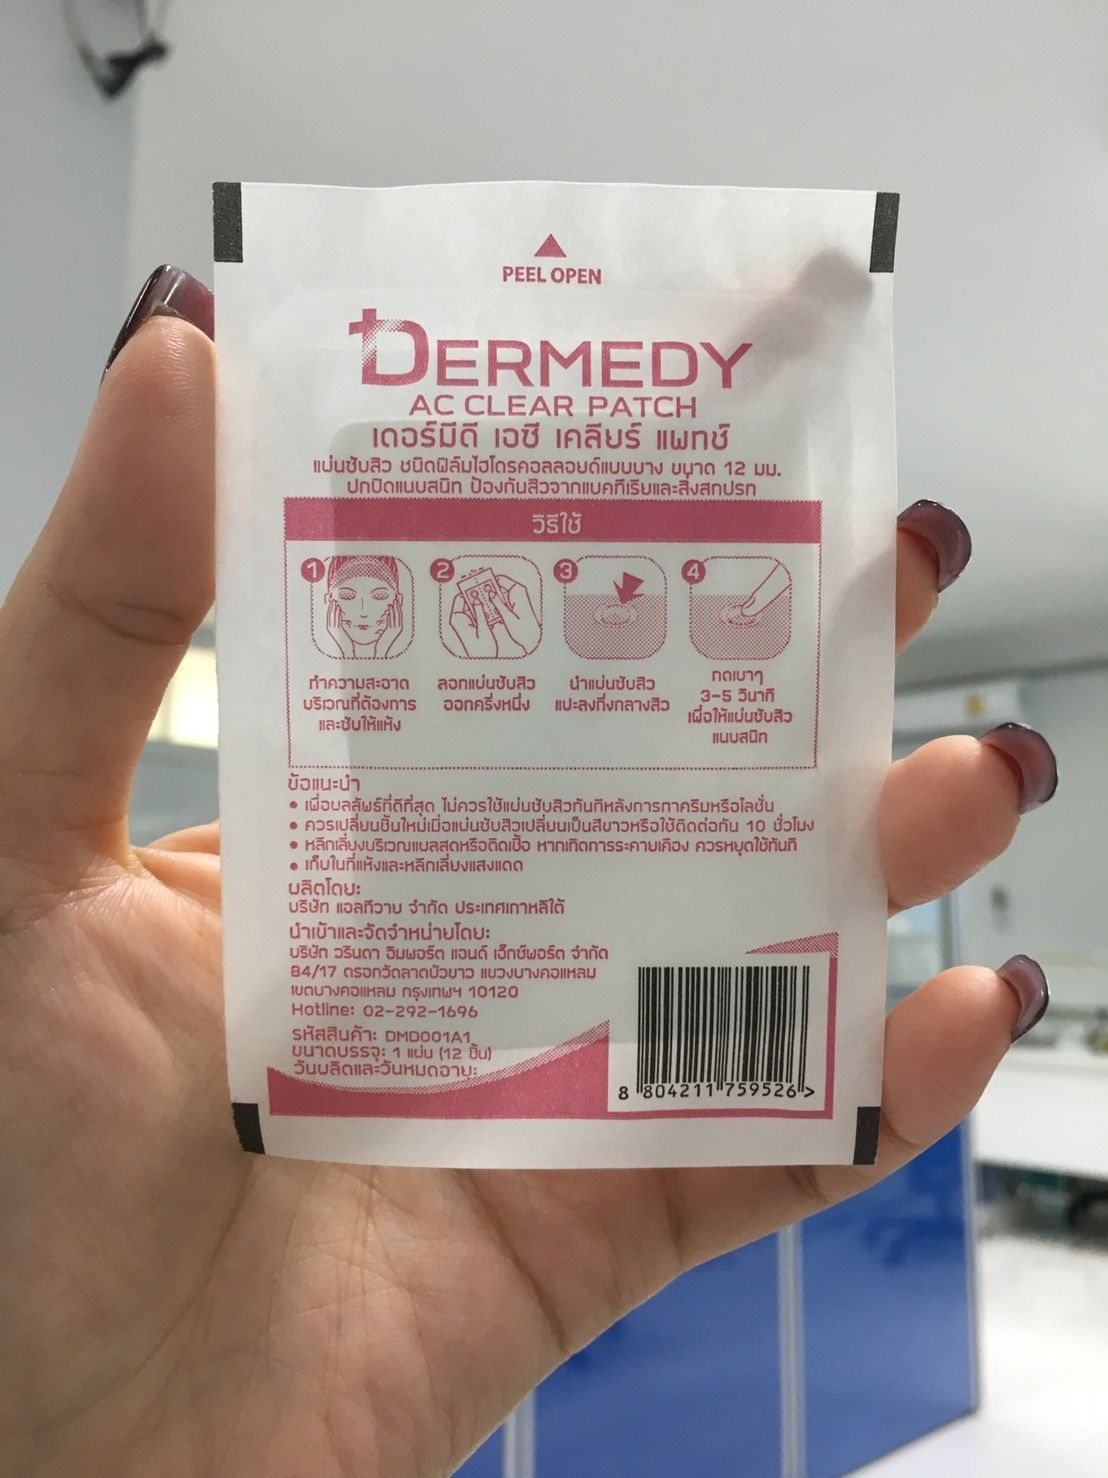 PEEL OPEN
DERMEDY
AC CLEAR PATCH
เดอร์มีดี เอซี เคลียร์ แพทช์
แผ่นซับสิว ชนิดฟิล์มไฮโดรคอลลอยด์แบบบาง ขนาด 12 มม.
ปกปิดแนบสนิท ป้องกันสิวจากแบคทีเรียและสิ่งสกปรก
วิธีใช้
1 2 3 4
ทำความสะอาด
บริเวณที่ต้องการ
และซับให้แห้ง
ลอกแผ่นซับสิว
ออกครึ่งหนึ่ง
นำแผ่นซับสิว
แปะลงกึ่งกลางสิว
กดเบาๆ
3-5 วินาที
เพื่อให้แผ่นซับสิว
แนบสนิท
ข้อแนะนำ
• เพื่อผลลัพธ์ที่ดีที่สุด ไม่ควรใช้แผ่นซับสิวทันทีหลังการทาครีมหรือโลชั่น
• ควรเปลี่ยนชิ้นใหม่เมื่อแผ่นซับสิวเปลี่ยนเป็นสีขาวหรือใช้ติดต่อกัน 10 ชั่วโมง
• หลีกเลี่ยงบริเวณแผลสดหรือติดเชื้อ หากเกิดการระคายเคือง ควรหยุดใช้ทันที
• เก็บในที่แห้งและหลีกเลี่ยงแสงแดด
ผลิตโดย:
บริษัท แอลทีวาย จำกัด ประเทศเกาหลีใต้
นำเข้าและจัดจำหน่ายโดย:
บริษัท วรินดา อิมพอร์ต แอนด์ เอ็กซ์พอร์ต จำกัด
84/17 ตรอกวัดลาดบัวขาว แขวงบางคอแหลม
เขตบางคอแหลม กรุงเทพฯ 10120
Hotline: 02-292-1696
รหัสสินค้า: DMD001A1
ขนาดบรรจุ: 1 แผ่น (12 ชิ้น)
วันผลิตและวันหมดอายุ:
8 804211 759526 >